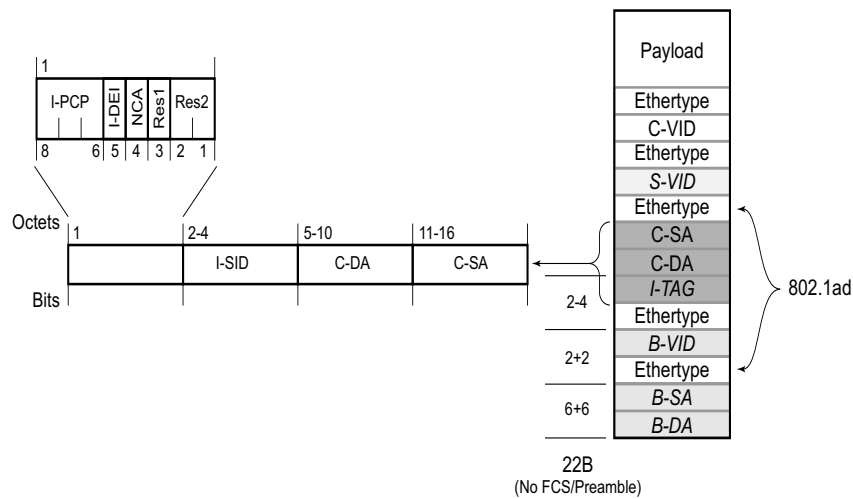 1
I-PCP
I-DEI
NCA
Res1
Res2
8 6 5 4 3 2 1
Octets
1 2-4 5-10 11-16
I-SID C-DA C-SA
Bits
Payload
Ethertype
C-VID
Ethertype
S-VID
Ethertype
C-SA
C-DA
I-TAG
Ethertype
B-VID
Ethertype
B-SA
B-DA
2-4
2+2
6+6
22B
(No FCS/Preamble)
802.1ad